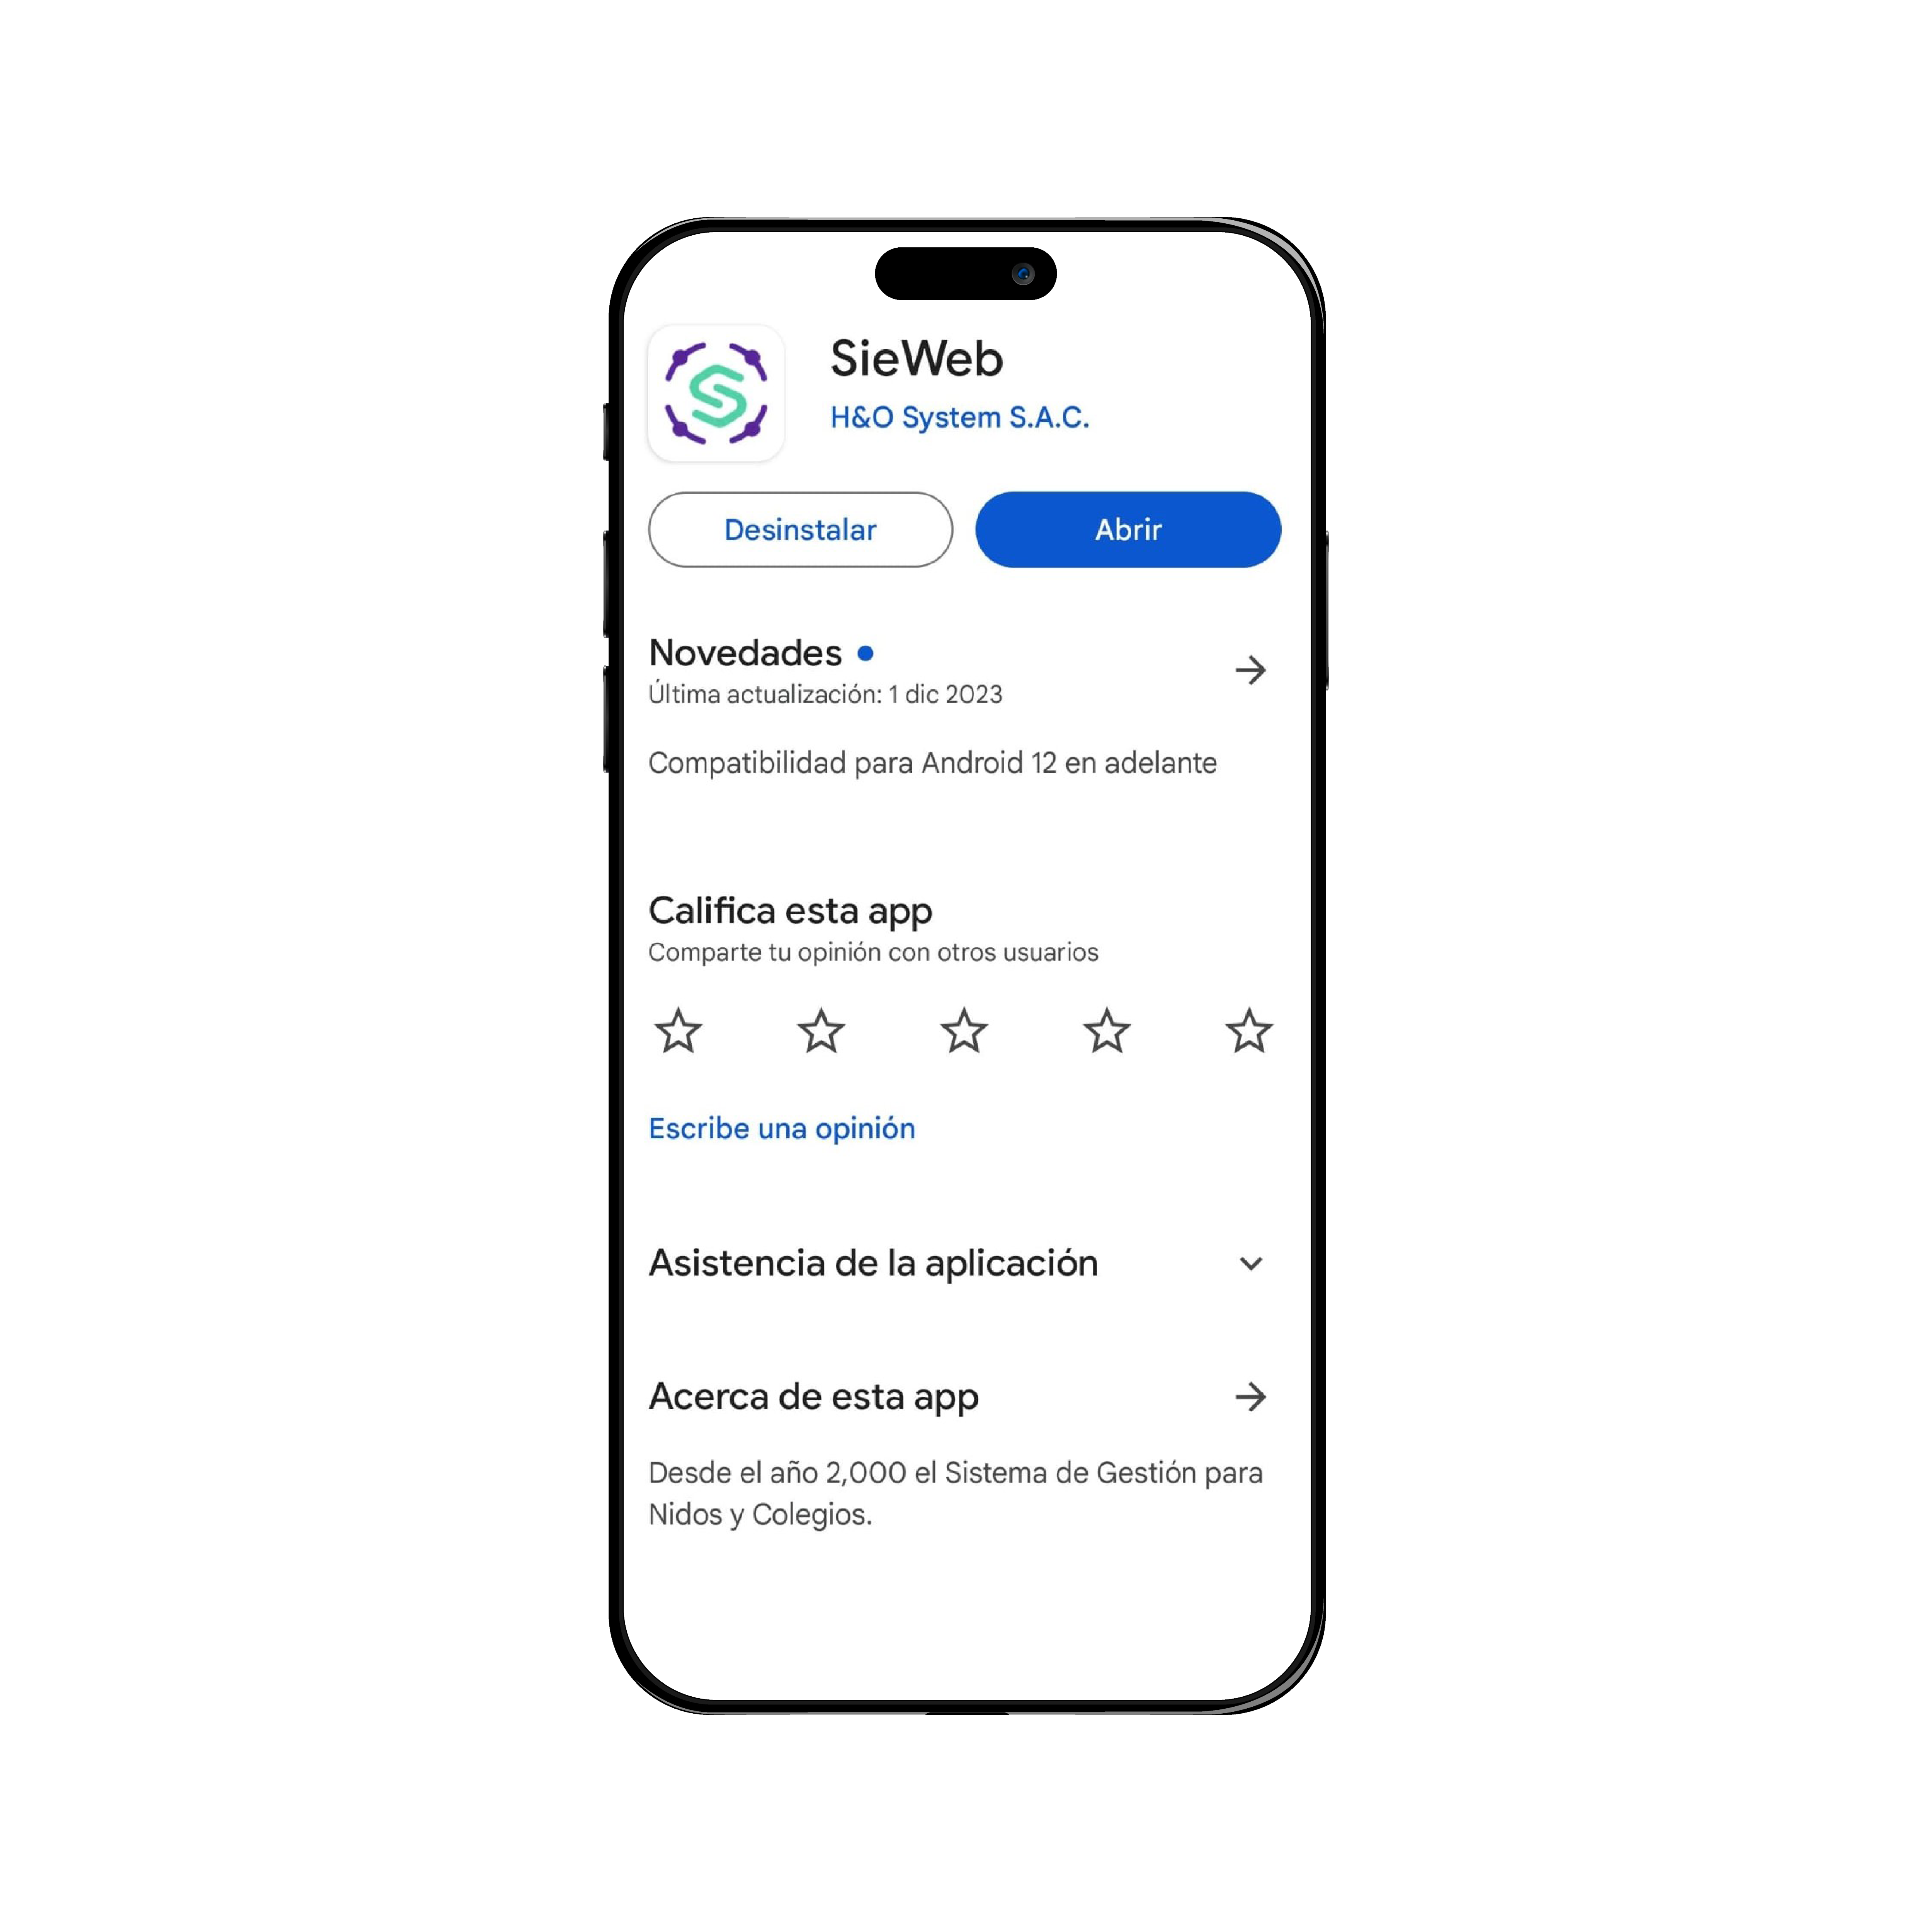 SieWeb
H&O System S.A.C.
Desinstalar
Abrir
Novedades
Última actualización: 1 dic 2023
Compatibilidad para Android 12 en adelante
Califica esta app
Comparte tu opinión con otros usuarios
Escribe una opinión
Asistencia de la aplicación
Acerca de esta app
Desde el año 2,000 el Sistema de Gestión para
Nidos y Colegios.